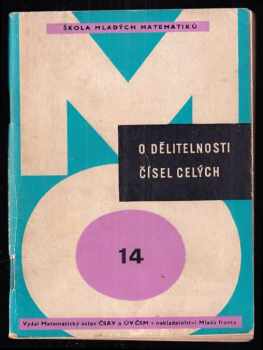 ŠKOLA MLADÝCH MATEMATIKŮ
O DĚLITELNOSTI
ČÍSEL CELÝCH
14
Vydal Matematický ústav ČSAV a ÚV ČSM v nakladatelství Mladá fronta